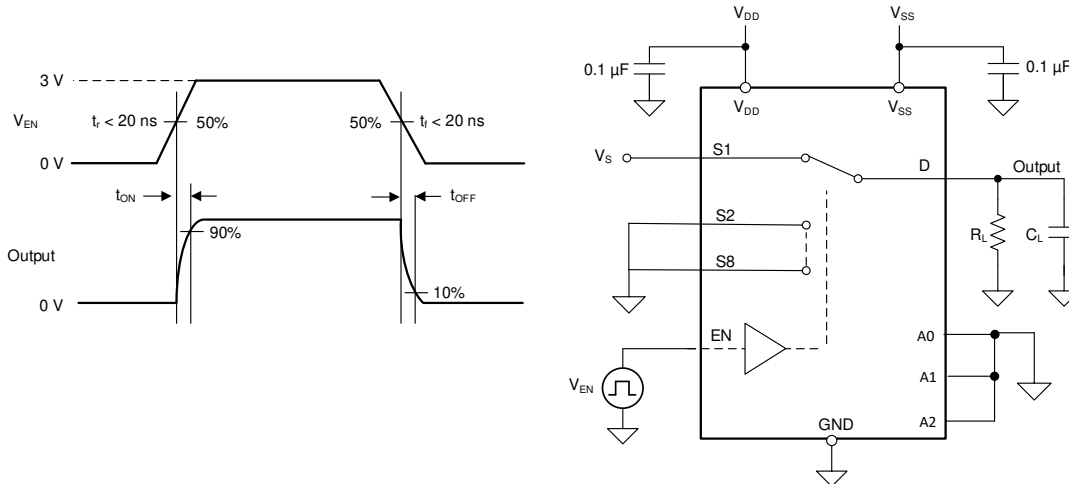 3 V
V_EN
t_r < 20 ns
50%
50%
t_f < 20 ns
0 V
t_ON
t_OFF
90%
Output
10%
0 V
V_DD
V_SS
0.1 µF
0.1 µF
V_DD
V_SS
V_S
S1
D
Output
S2
R_L
C_L
S8
EN
A0
V_EN
A1
A2
GND